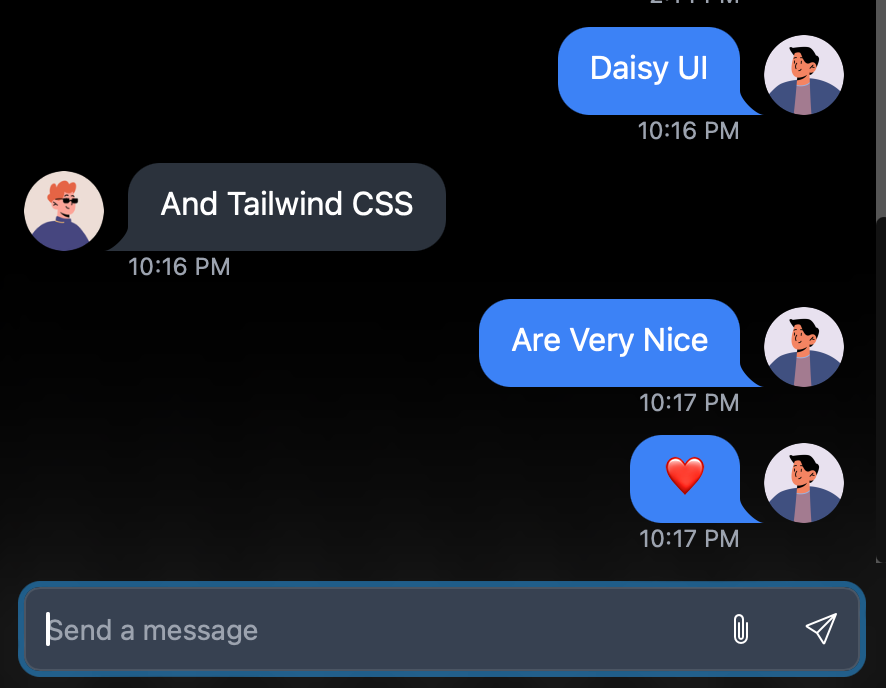 Daisy UI
10:16 PM
And Tailwind CSS
10:16 PM
Are Very Nice
10:17 PM
❤️
10:17 PM
Send a message